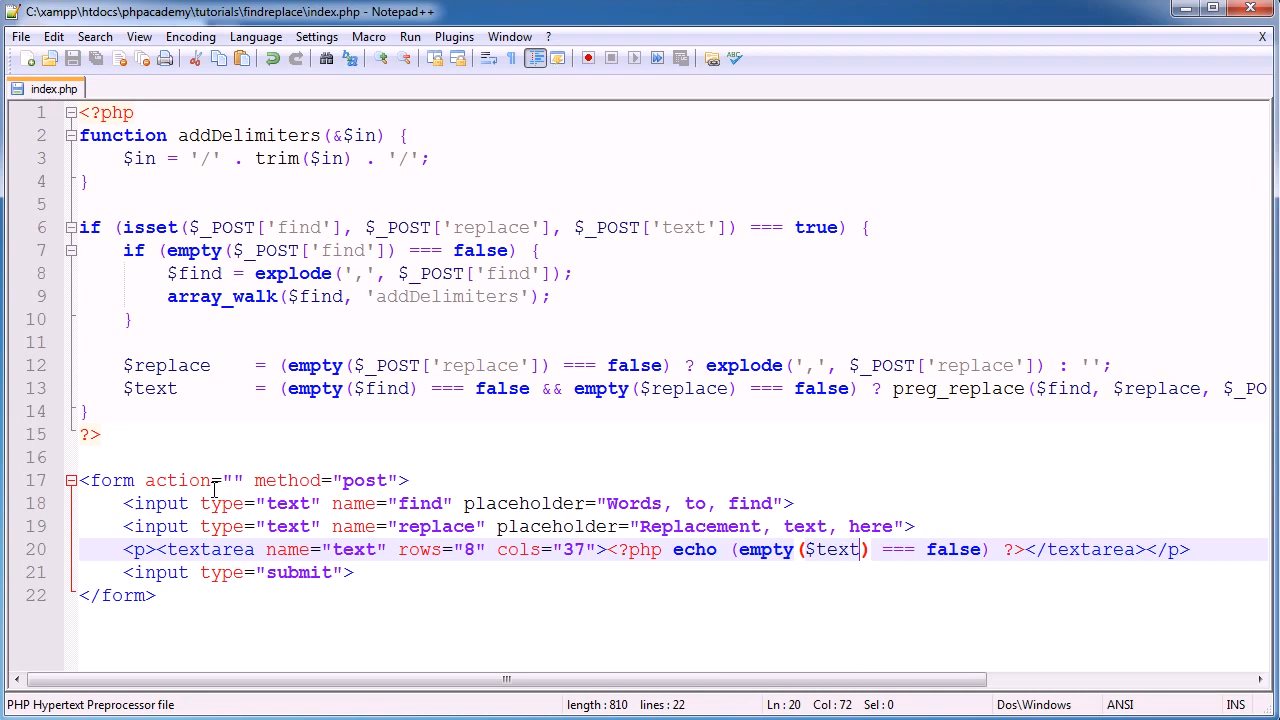 C:\xampp\htdocs\phpacademy\tutorials\findreplace\index.php - Notepad++
File Edit Search View Encoding Language Settings Macro Run Plugins Window ? X
index.php
1 <?php
2 function addDelimiters(&$in) {
3 $in = '/' . trim($in) . '/';
4 }
5
6 if (isset($_POST['find'], $_POST['replace'], $_POST['text']) === true) {
7 if (empty($_POST['find']) === false) {
8 $find = explode(',', $_POST['find']);
9 array_walk($find, 'addDelimiters');
10 }
11
12 $replace = (empty($_POST['replace']) === false) ? explode(',', $_POST['replace']) : '';
13 $text = (empty($find) === false && empty($replace) === false) ? preg_replace($find, $replace, $_PO
14 }
15 ?>
16
17 <form action="" method="post">
18 <input type="text" name="find" placeholder="Words, to, find">
19 <input type="text" name="replace" placeholder="Replacement, text, here">
20 <p><textarea name="text" rows="8" cols="37"><?php echo (empty($text) === false) ?></textarea></p>
21 <input type="submit">
22 </form>
PHP Hypertext Preprocessor file length : 810 lines : 22 Ln : 20 Col : 72 Sel : 0 Dos\Windows ANSI INS